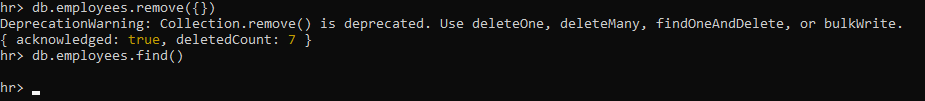 hr> db.employees.remove({})
DeprecationWarning: Collection.remove() is deprecated. Use deleteOne, deleteMany, findOneAndDelete, or bulkWrite.
{ acknowledged: true, deletedCount: 7 }
hr> db.employees.find()
hr>